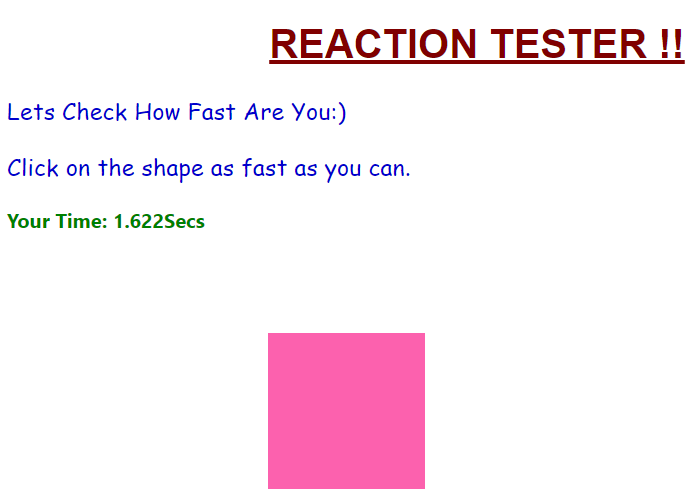 REACTION TESTER !!
Lets Check How Fast Are You:)
Click on the shape as fast as you can.
Your Time: 1.622Secs